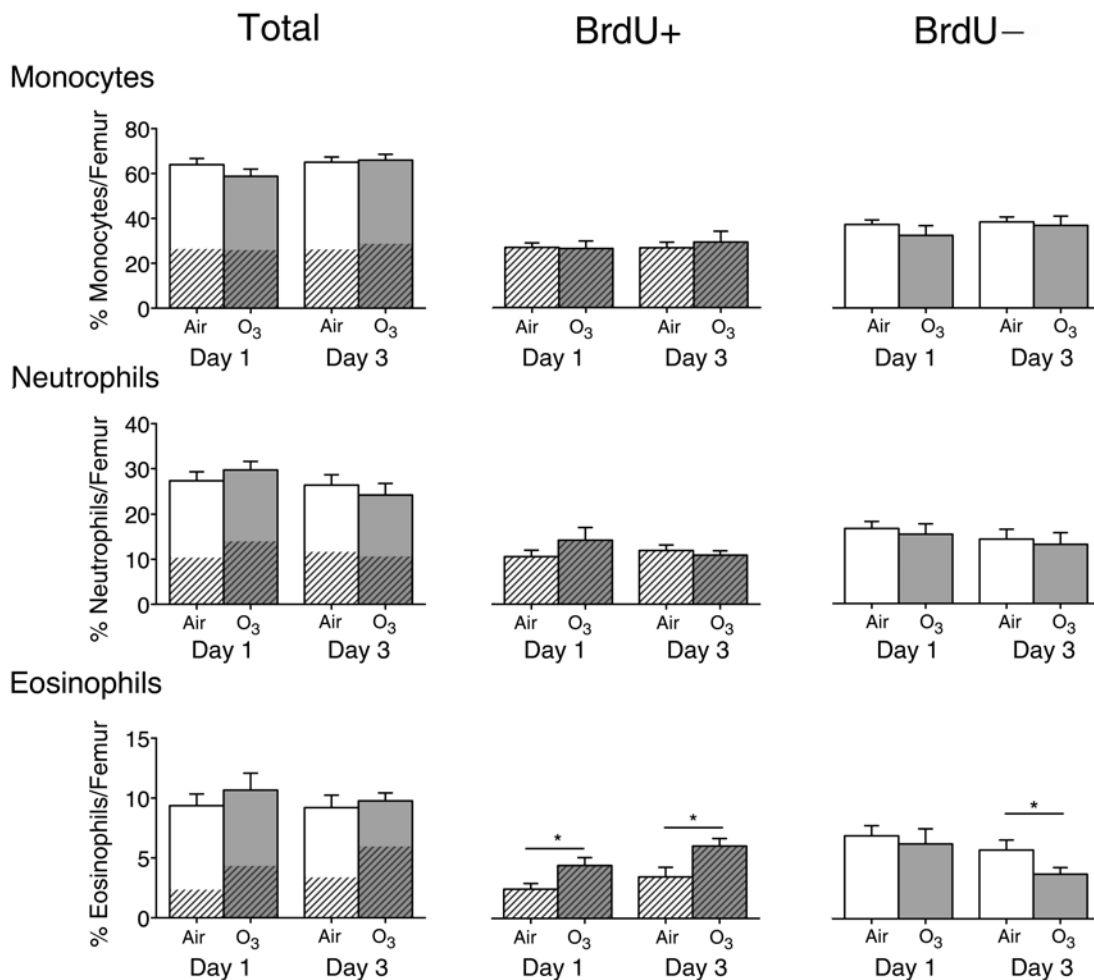 Total BrdU+ BrdU−
Monocytes
% Monocytes/Femur
80
60
40
20
0
Air O₃ Air O₃ Air O₃ Air O₃ Air O₃ Air O₃
Day 1 Day 3 Day 1 Day 3 Day 1 Day 3
Neutrophils
% Neutrophils/Femur
40
30
20
10
0
Air O₃ Air O₃ Air O₃ Air O₃ Air O₃ Air O₃
Day 1 Day 3 Day 1 Day 3 Day 1 Day 3
Eosinophils
% Eosinophils/Femur
15
10
5
0
* * *
Air O₃ Air O₃ Air O₃ Air O₃ Air O₃ Air O₃
Day 1 Day 3 Day 1 Day 3 Day 1 Day 3